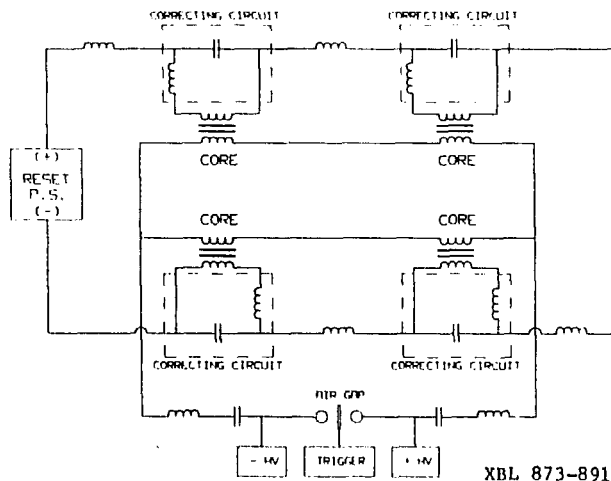 CORRECTING CIRCUIT
CORRECTING CIRCUIT
CORE
CORE
(+)
RESET
P.S.
(-)
CORE
CORE
CORRECTING CIRCUIT
CORRECTING CIRCUIT
AIR GAP
- HV
TRIGGER
+ HV
XBL 873-891